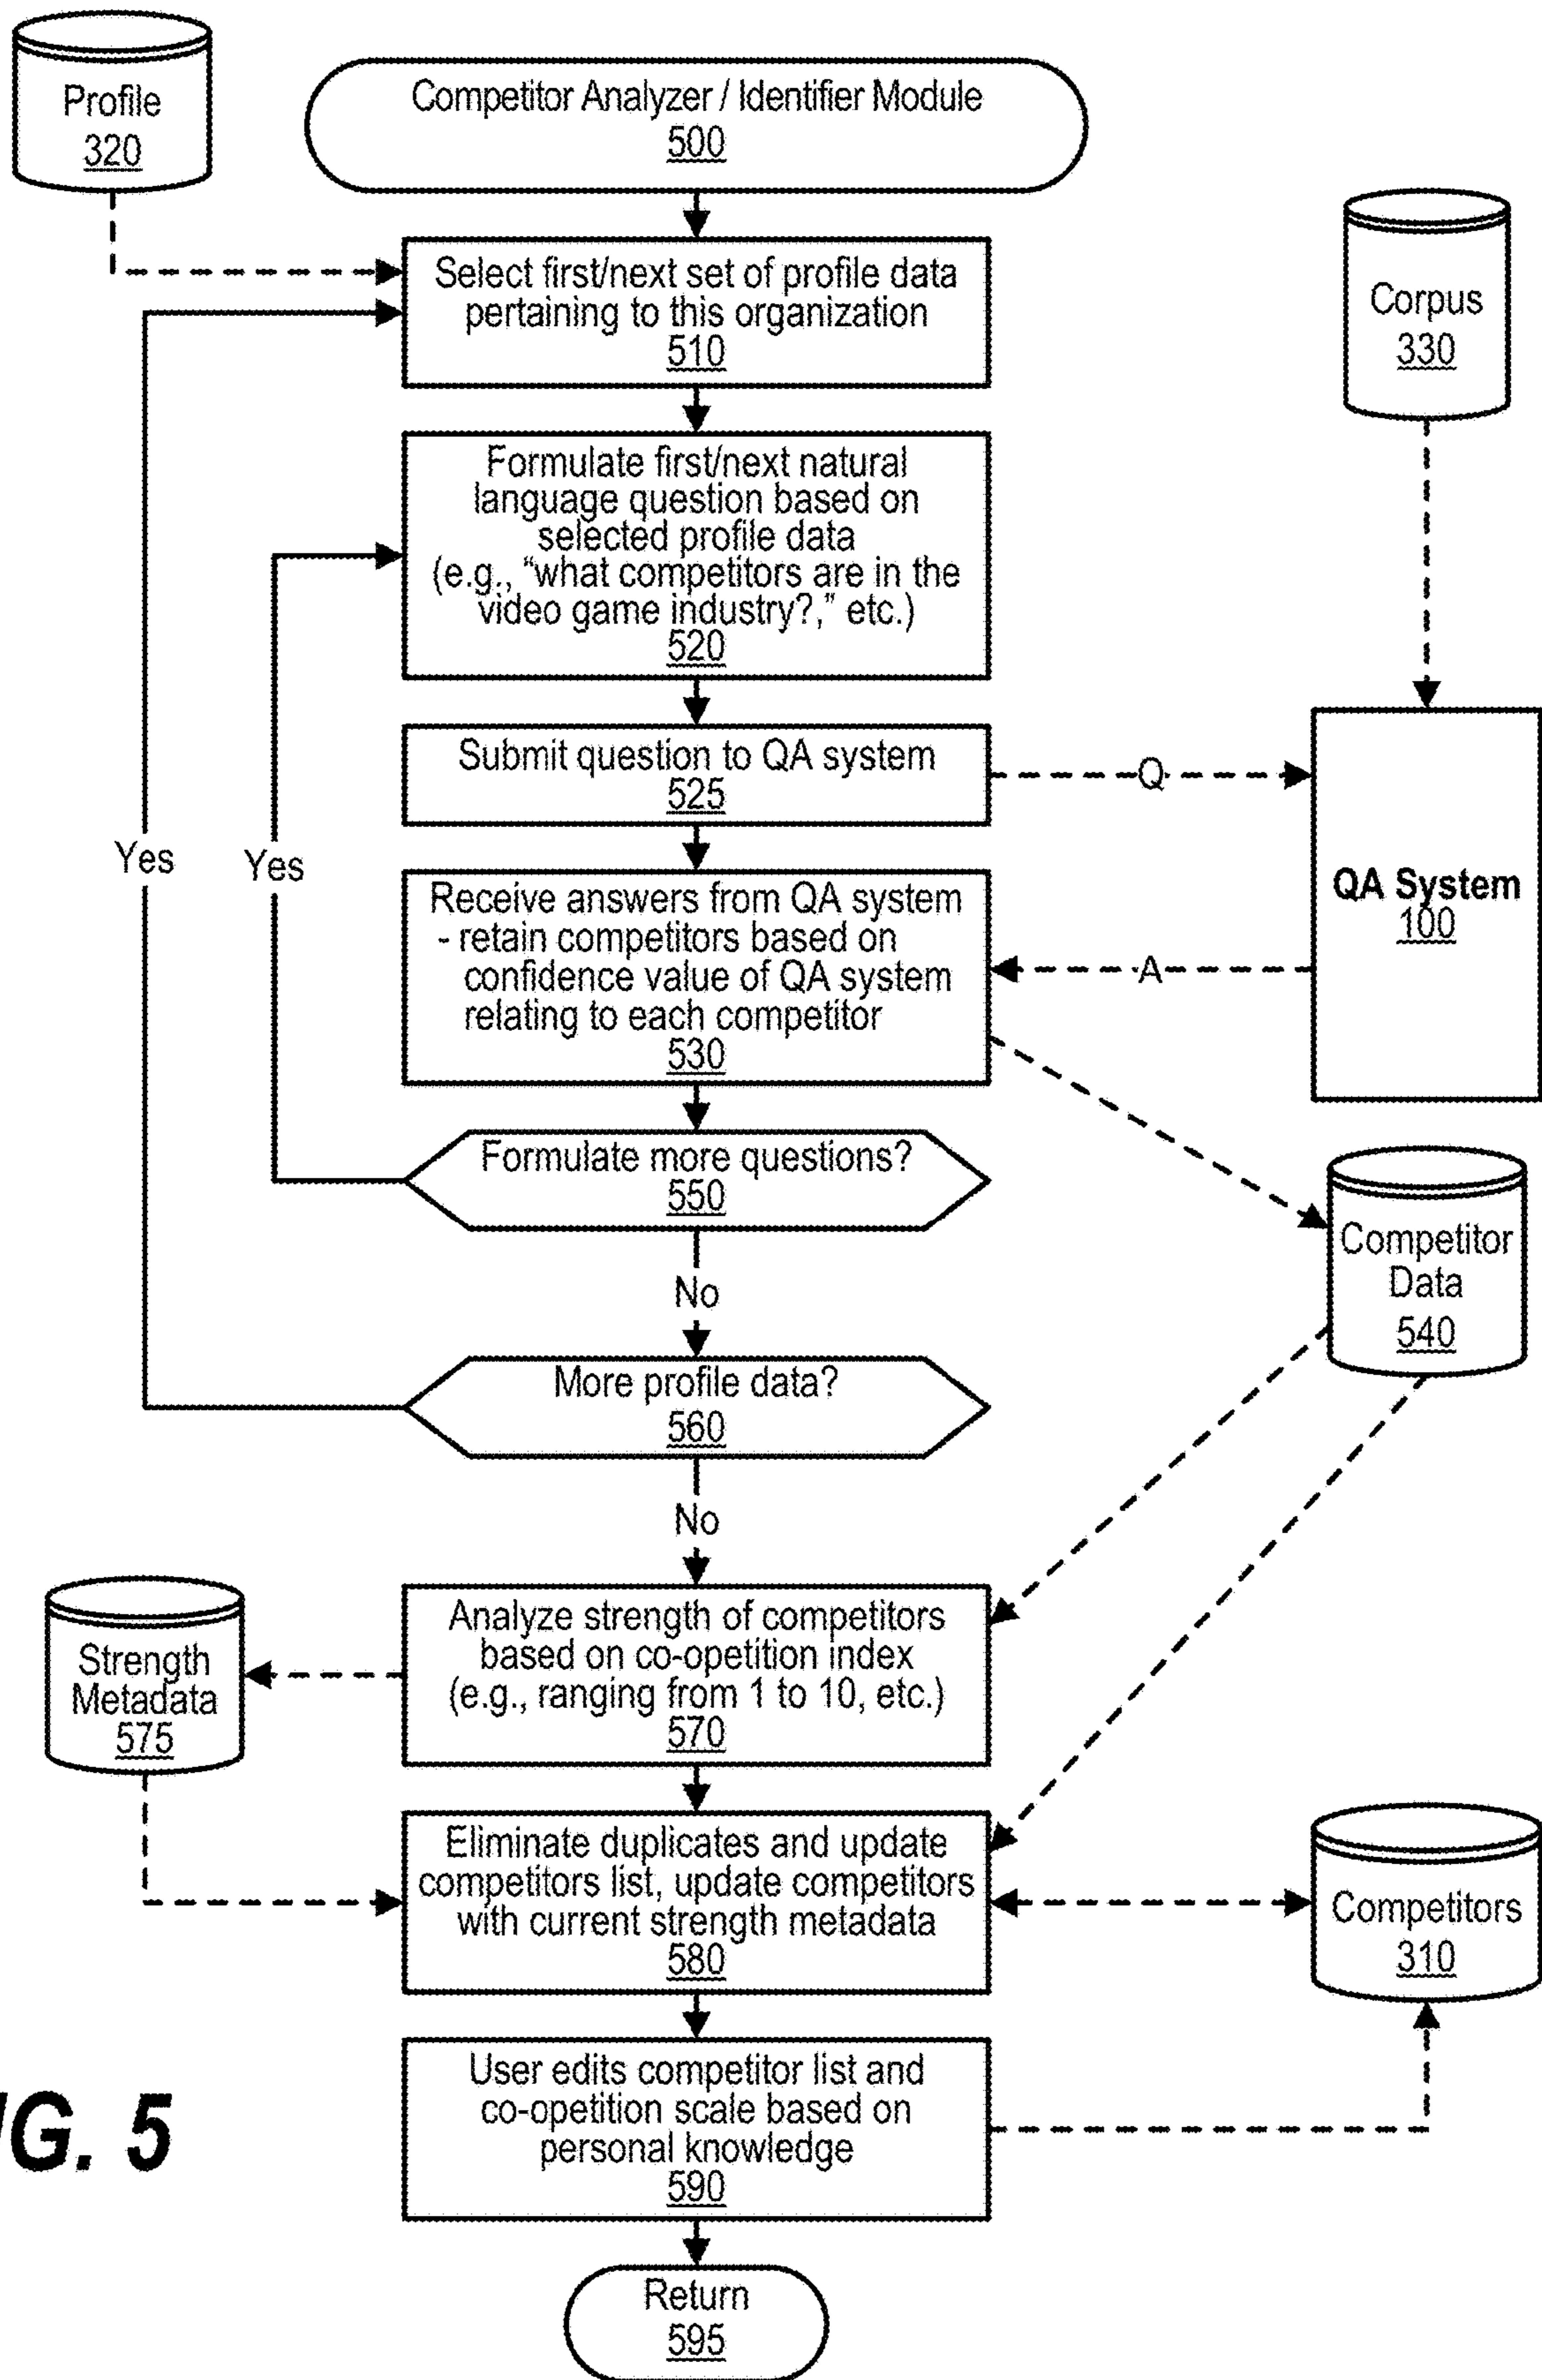 Profile
320
Competitor Analyzer / Identifier Module
500
Select first/next set of profile data
pertaining to this organization
510
Corpus
330
Formulate first/next natural
language question based on
selected profile data
(e.g., “what competitors are in the
video game industry?,” etc.)
520
Submit question to QA system
525
Q
Yes
Yes
QA System
100
Receive answers from QA system
- retain competitors based on
confidence value of QA system
relating to each competitor
530
A
Formulate more questions?
550
Competitor
Data
540
No
More profile data?
560
No
Analyze strength of competitors
based on co-opetition index
(e.g., ranging from 1 to 10, etc.)
570
Strength
Metadata
575
Eliminate duplicates and update
competitors list, update competitors
with current strength metadata
580
Competitors
310
User edits competitor list and
co-opetition scale based on
personal knowledge
590
G. 5
Return
595